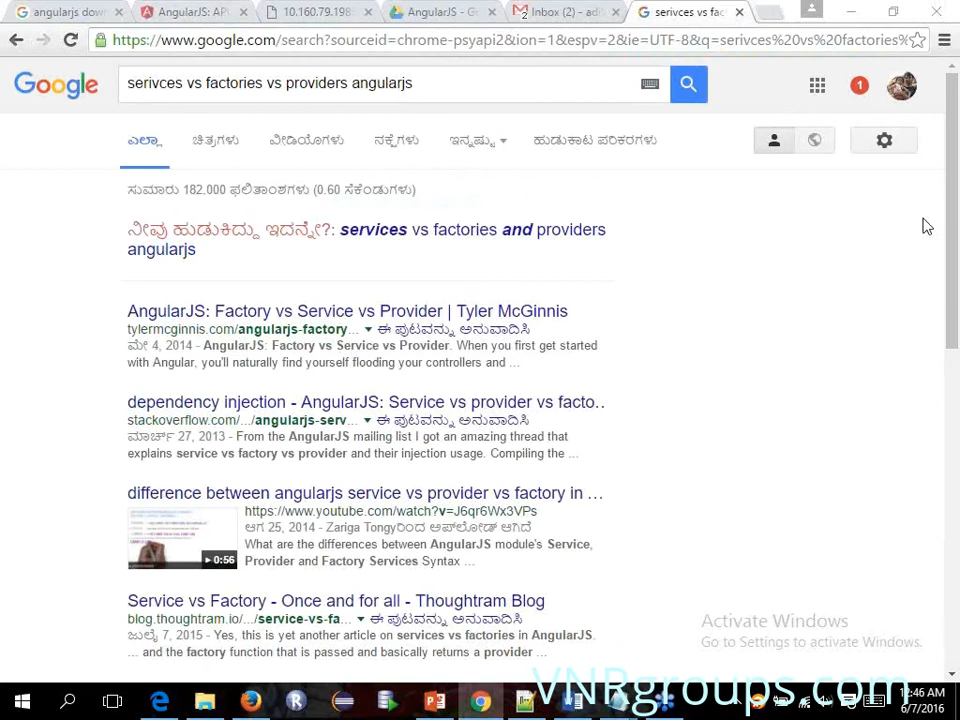 angularjs dow
AngularJS: API
10.160.79.198
AngularJS - G
Inbox (2) - adi
serivces vs fac
https://www.google.com/search?sourceid=chrome-psyapi2&ion=1&espv=2&ie=UTF-8&q=serivces%20vs%20factories%
Google
serivces vs factories vs providers angularjs
1
ಎಲ್ಲಾ ಚಿತ್ರಗಳು ವೀಡಿಯೊಗಳು ನಕ್ಷೆಗಳು ಇನ್ನಷ್ಟು ಹುಡುಕಾಟ ಪರಿಕರಗಳು
ಸುಮಾರು 182,000 ಫಲಿತಾಂಶಗಳು (0.60 ಸೆಕೆಂಡುಗಳು)
ನೀವು ಹುಡುಕಿದ್ದು ಇದನ್ನೇ?: services vs factories and providers
angularjs
AngularJS: Factory vs Service vs Provider | Tyler McGinnis
tylermcginnis.com/angularjs-factory... ಈ ಪುಟವನ್ನು ಅನುವಾದಿಸಿ
ಮೇ 4, 2014 - AngularJS: Factory vs Service vs Provider. When you first get started
with Angular, you'll naturally find yourself flooding your controllers and ...
dependency injection - AngularJS: Service vs provider vs facto...
stackoverflow.com/.../angularjs-serv... ಈ ಪುಟವನ್ನು ಅನುವಾದಿಸಿ
ಮಾರ್ಚ್ 27, 2013 - From the AngularJS mailing list I got an amazing thread that
explains service vs factory vs provider and their injection usage. Compiling the ...
difference between angularjs service vs provider vs factory in ...
https://www.youtube.com/watch?v=J6qr6Wx3VPs
ಆಗ 25, 2014 - Zariga Tongyರಿಂದ ಅಪ್‌ಲೋಡ್ ಆಗಿದೆ
What are the differences between AngularJS module's Service,
Provider and Factory Services Syntax ...
0:56
Service vs Factory - Once and for all - Thoughtram Blog
blog.thoughtram.io/.../service-vs-fa... ಈ ಪುಟವನ್ನು ಅನುವಾದಿಸಿ
ಜುಲೈ 7, 2015 - Yes, this is yet another article on services vs factories in AngularJS.
... and the factory function that is passed and basically returns a provider ...
Activate Windows
Go to Settings to activate Windows.
VNRgroups.com
12:46 AM
6/7/2016